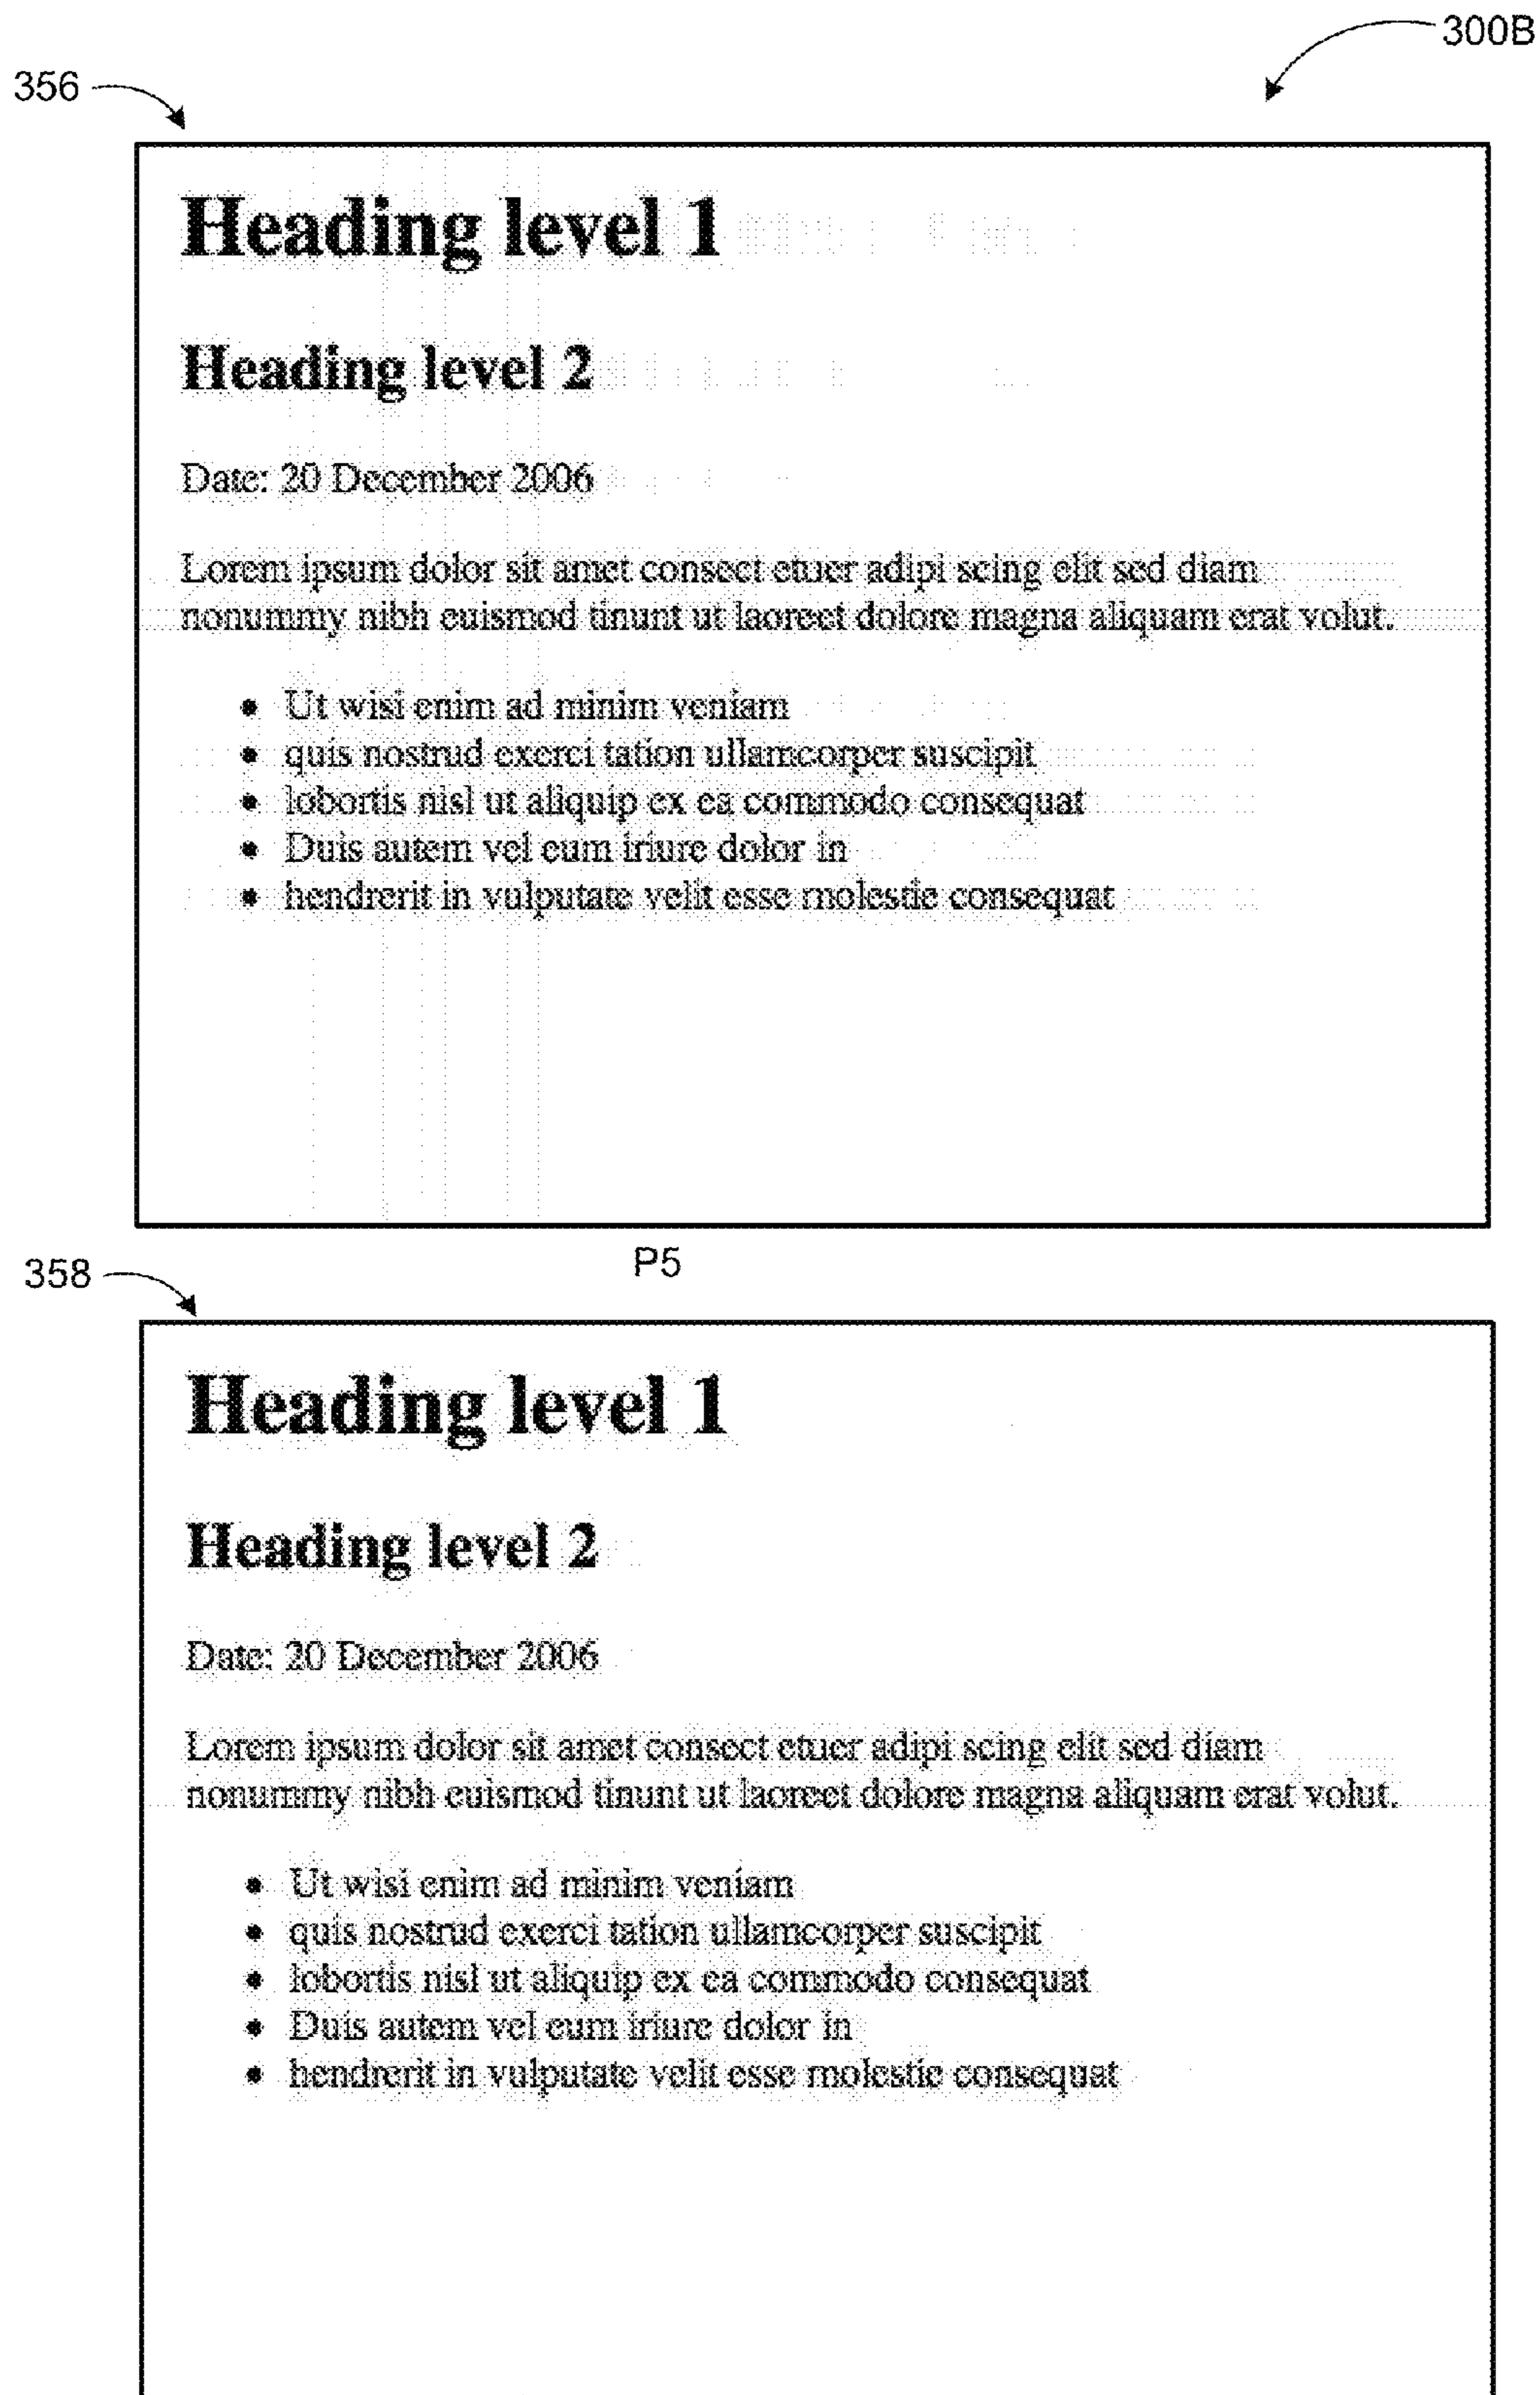 300B
356
Heading level 1
Heading level 2
Date: 20 December 2006
Lorem ipsum dolor sit amet consect etuer adipi scing elit sed diam
nonummy nibh euismod tinunt ut laoreet dolore magna aliquam erat volut.
• Ut wisi enim ad minim veniam
• quis nostrud exerci tation ullamcorper suscipit
• lobortis nisl ut aliquip ex ea commodo consequat
• Duis autem vel eum iriure dolor in
• hendrerit in vulputate velit esse molestie consequat
P5
358
Heading level 1
Heading level 2
Date: 20 December 2006
Lorem ipsum dolor sit amet consect etuer adipi scing elit sed diam
nonummy nibh euismod tinunt ut laoreet dolore magna aliquam erat volut.
• Ut wisi enim ad minim veniam
• quis nostrud exerci tation ullamcorper suscipit
• lobortis nisl ut aliquip ex ea commodo consequat
• Duis autem vel eum iriure dolor in
• hendrerit in vulputate velit esse molestie consequat